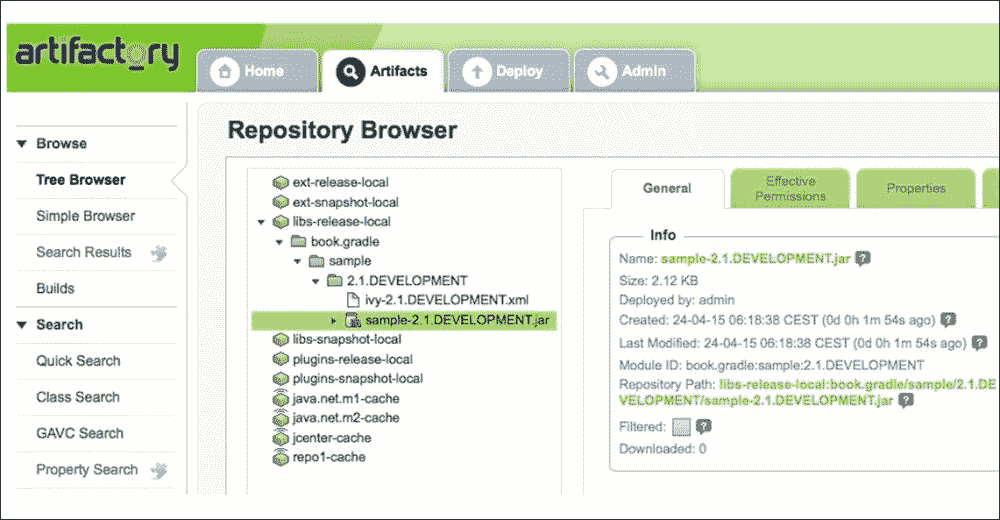 artifactory
Home
Artifacts
Deploy
Admin
Browse
Tree Browser
Simple Browser
Search Results
Builds
Search
Quick Search
Class Search
GAVC Search
Property Search
Repository Browser
ext-release-local
ext-snapshot-local
libs-release-local
book.gradle
sample
2.1.DEVELOPMENT
ivy-2.1.DEVELOPMENT.xml
sample-2.1.DEVELOPMENT.jar
libs-snapshot-local
plugins-release-local
plugins-snapshot-local
java.net.m1-cache
java.net.m2-cache
jcenter-cache
repo1-cache
General
Effective
Permissions
Properties
Info
Name: sample-2.1.DEVELOPMENT.jar ?
Size: 2.12 KB
Deployed by: admin
Created: 24-04-15 06:18:38 CEST (0d 0h 1m 54s ago) ?
Last Modified: 24-04-15 06:18:38 CEST (0d 0h 1m 54s ago) ?
Module ID: book.gradle:sample:2.1.DEVELOPMENT
Repository Path: libs-release-local:book.gradle/sample/2.1.DE
VELOPMENT/sample-2.1.DEVELOPMENT.jar ?
Filtered: ?
Downloaded: 0